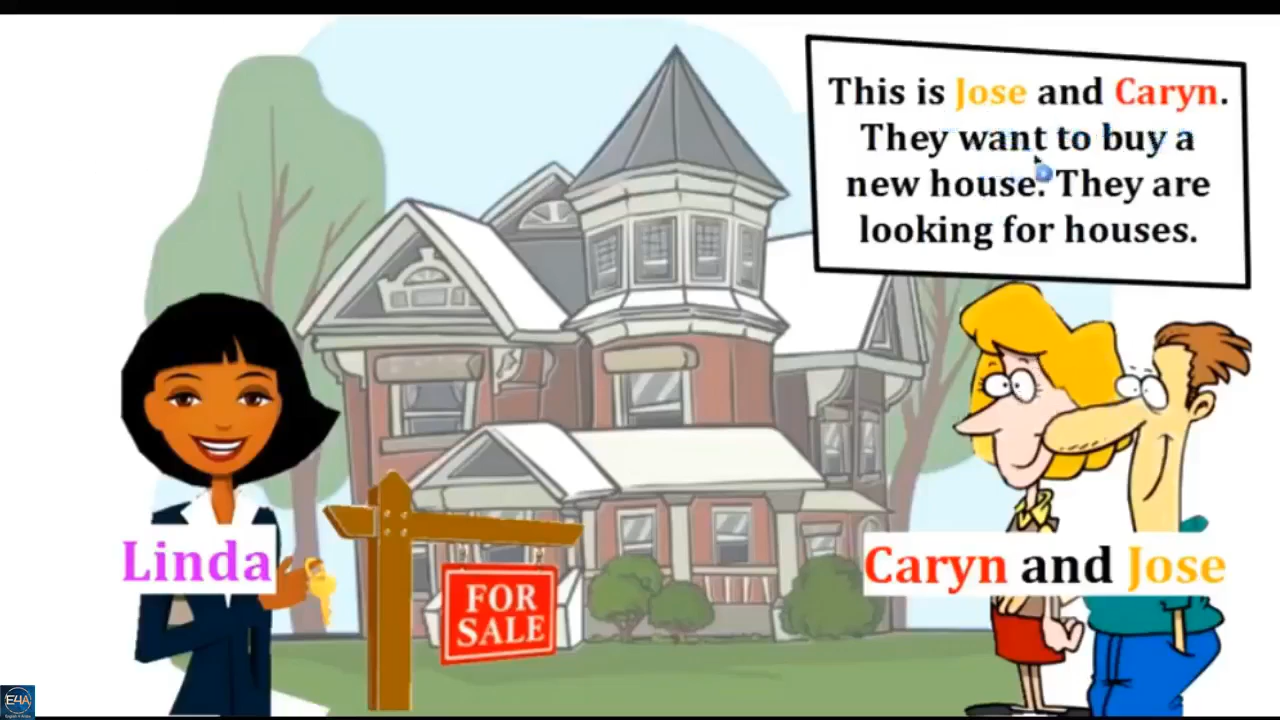 This is Jose and Caryn.
They want to buy a
new house. They are
looking for houses.
Linda
Caryn and Jose
FOR
SALE
E4A